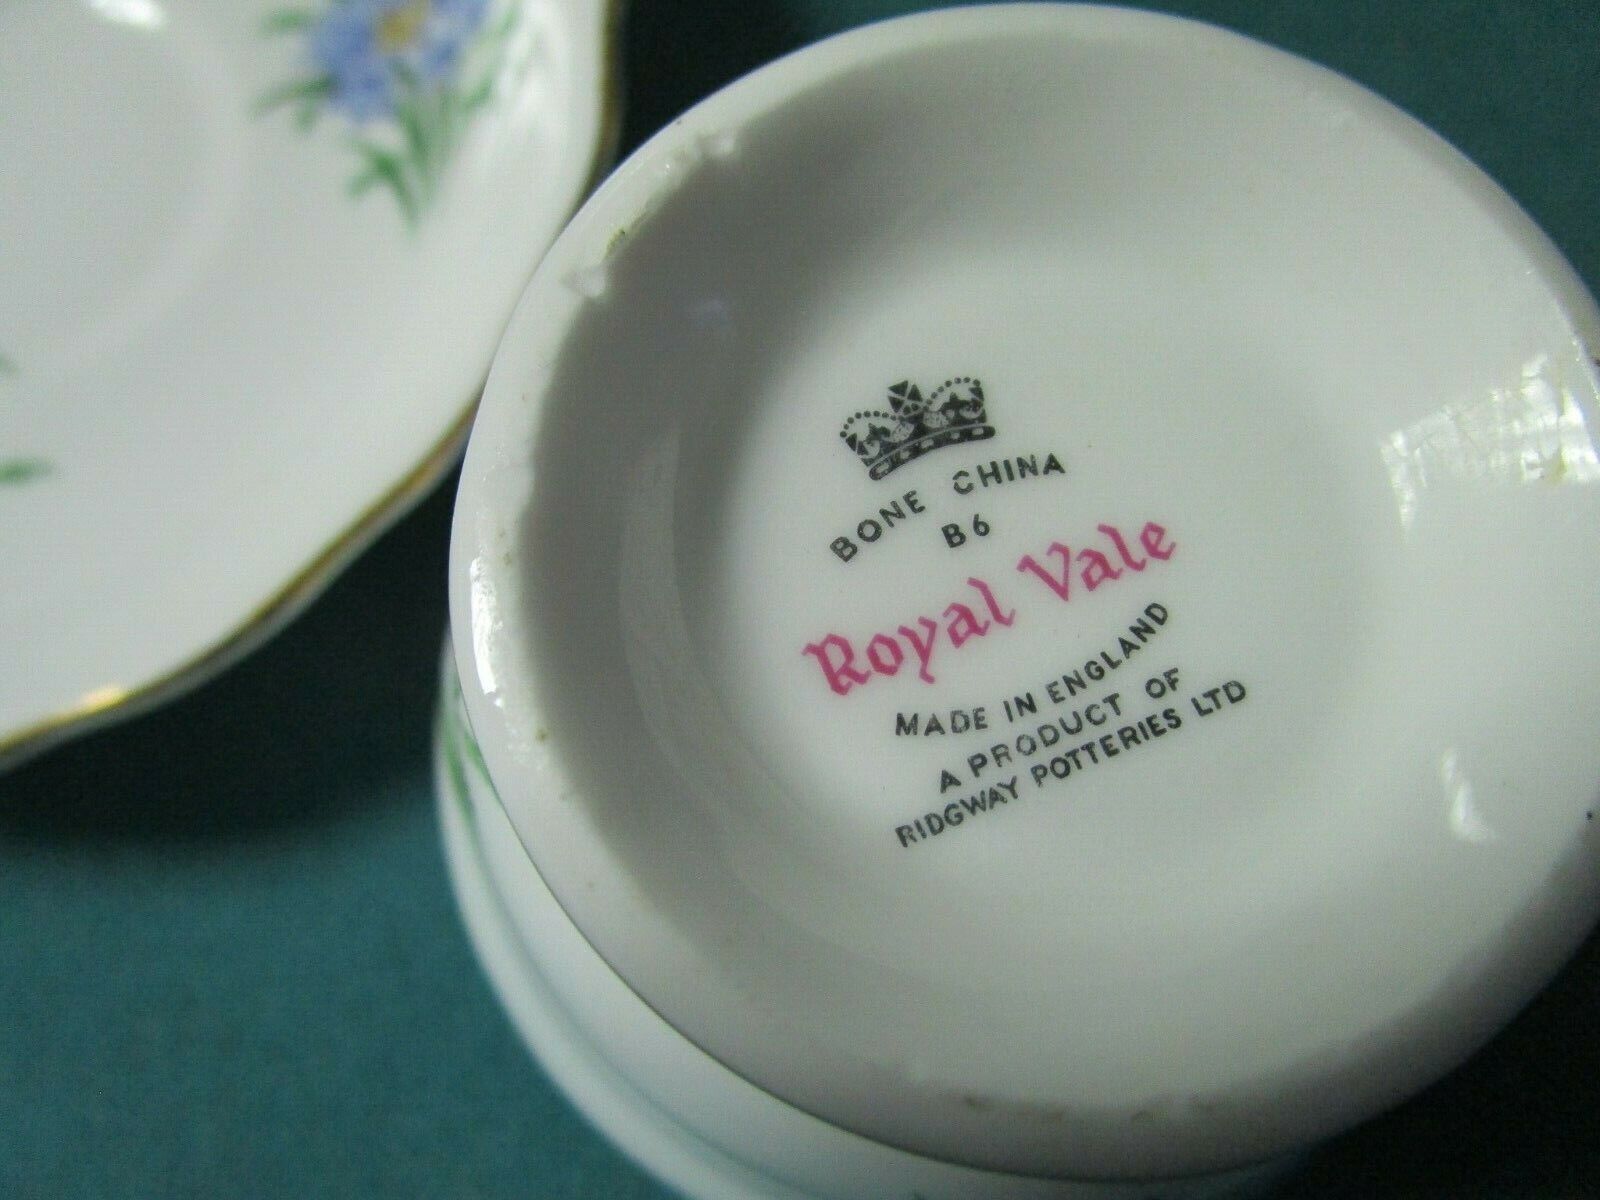 BONE CHINA
B6
Royal Vale
MADE IN ENGLAND
A PRODUCT OF
RIDGWAY POTTERIES LTD